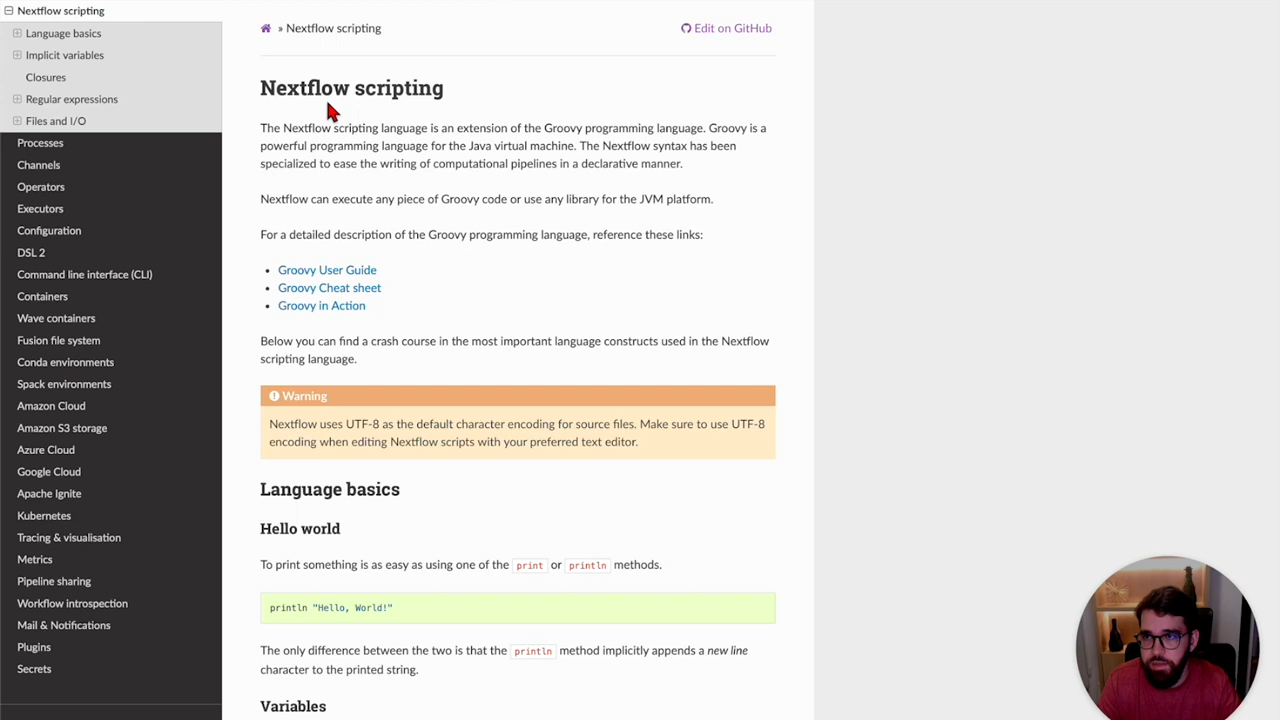 Nextflow scripting
Language basics
Implicit variables
Closures
Regular expressions
Files and I/O
Processes
Channels
Operators
Executors
Configuration
DSL 2
Command line interface (CLI)
Containers
Wave containers
Fusion file system
Conda environments
Spack environments
Amazon Cloud
Amazon S3 storage
Azure Cloud
Google Cloud
Apache Ignite
Kubernetes
Tracing & visualisation
Metrics
Pipeline sharing
Workflow introspection
Mail & Notifications
Plugins
Secrets
» Nextflow scripting
Edit on GitHub
Nextflow scripting
The Nextflow scripting language is an extension of the Groovy programming language. Groovy is a
powerful programming language for the Java virtual machine. The Nextflow syntax has been
specialized to ease the writing of computational pipelines in a declarative manner.
Nextflow can execute any piece of Groovy code or use any library for the JVM platform.
For a detailed description of the Groovy programming language, reference these links:
• Groovy User Guide
• Groovy Cheat sheet
• Groovy in Action
Below you can find a crash course in the most important language constructs used in the Nextflow
scripting language.
Warning
Nextflow uses UTF-8 as the default character encoding for source files. Make sure to use UTF-8
encoding when editing Nextflow scripts with your preferred text editor.
Language basics
Hello world
To print something is as easy as using one of the print or println methods.
println "Hello, World!"
The only difference between the two is that the println method implicitly appends a new line
character to the printed string.
Variables